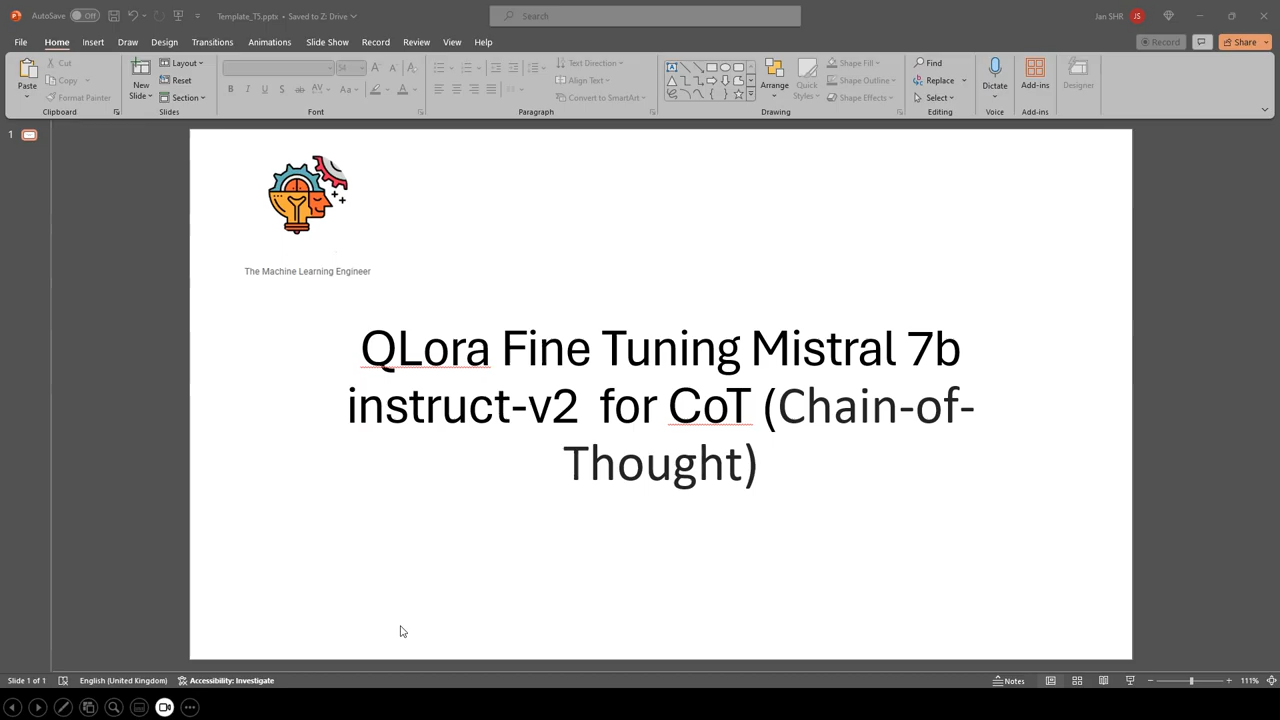 AutoSave Off Template_T5.pptx • Saved to Z: Drive Search Jan SHR JS
File Home Insert Draw Design Transitions Animations Slide Show Record Review View Help Record Share
Paste
Cut
Copy
Format Painter
Clipboard
New Slide
Layout
Reset
Section
Slides
54
Font
Paragraph
Text Direction
Align Text
Convert to SmartArt
Arrange
Quick Styles
Shape Fill
Shape Outline
Shape Effects
Drawing
Find
Replace
Select
Editing
Dictate
Voice
Add-ins
Add-ins
Designer
1
The Machine Learning Engineer
QLora Fine Tuning Mistral 7b
instruct-v2 for CoT (Chain-of-
Thought)
Slide 1 of 1 English (United Kingdom) Accessibility: Investigate Notes 111%